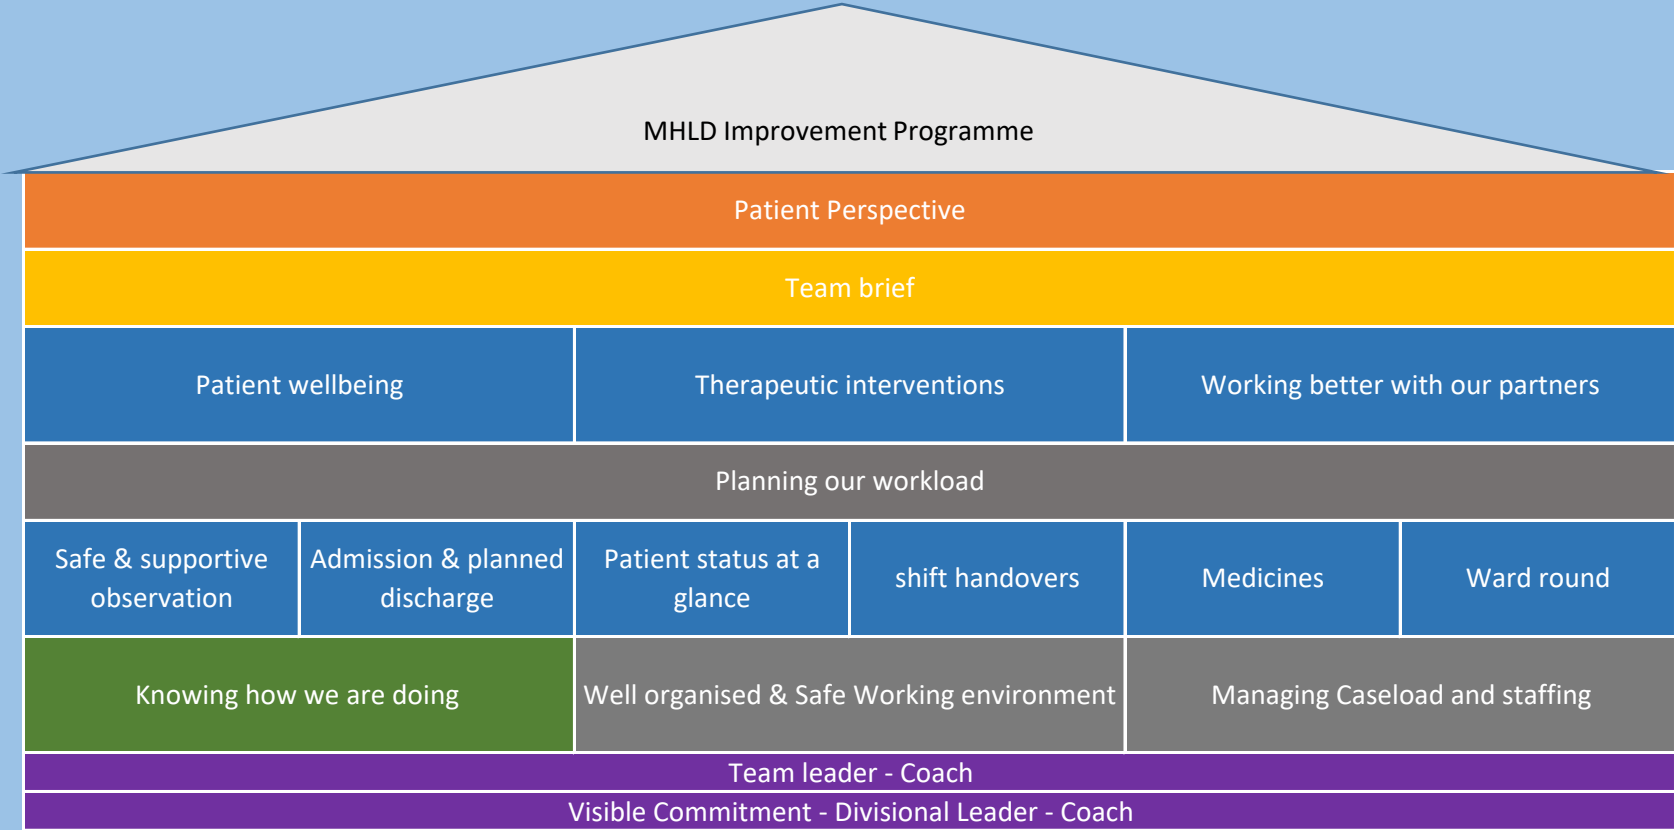 MHLD Improvement Programme
Patient Perspective
Team brief
Patient wellbeing
Therapeutic interventions
Working better with our partners
Planning our workload
Safe & supportive
observation
Admission & planned
discharge
Patient status at a
glance
shift handovers
Medicines
Ward round
Knowing how we are doing
Well organised & Safe Working environment
Managing Caseload and staffing
Team leader - Coach
Visible Commitment - Divisional Leader - Coach